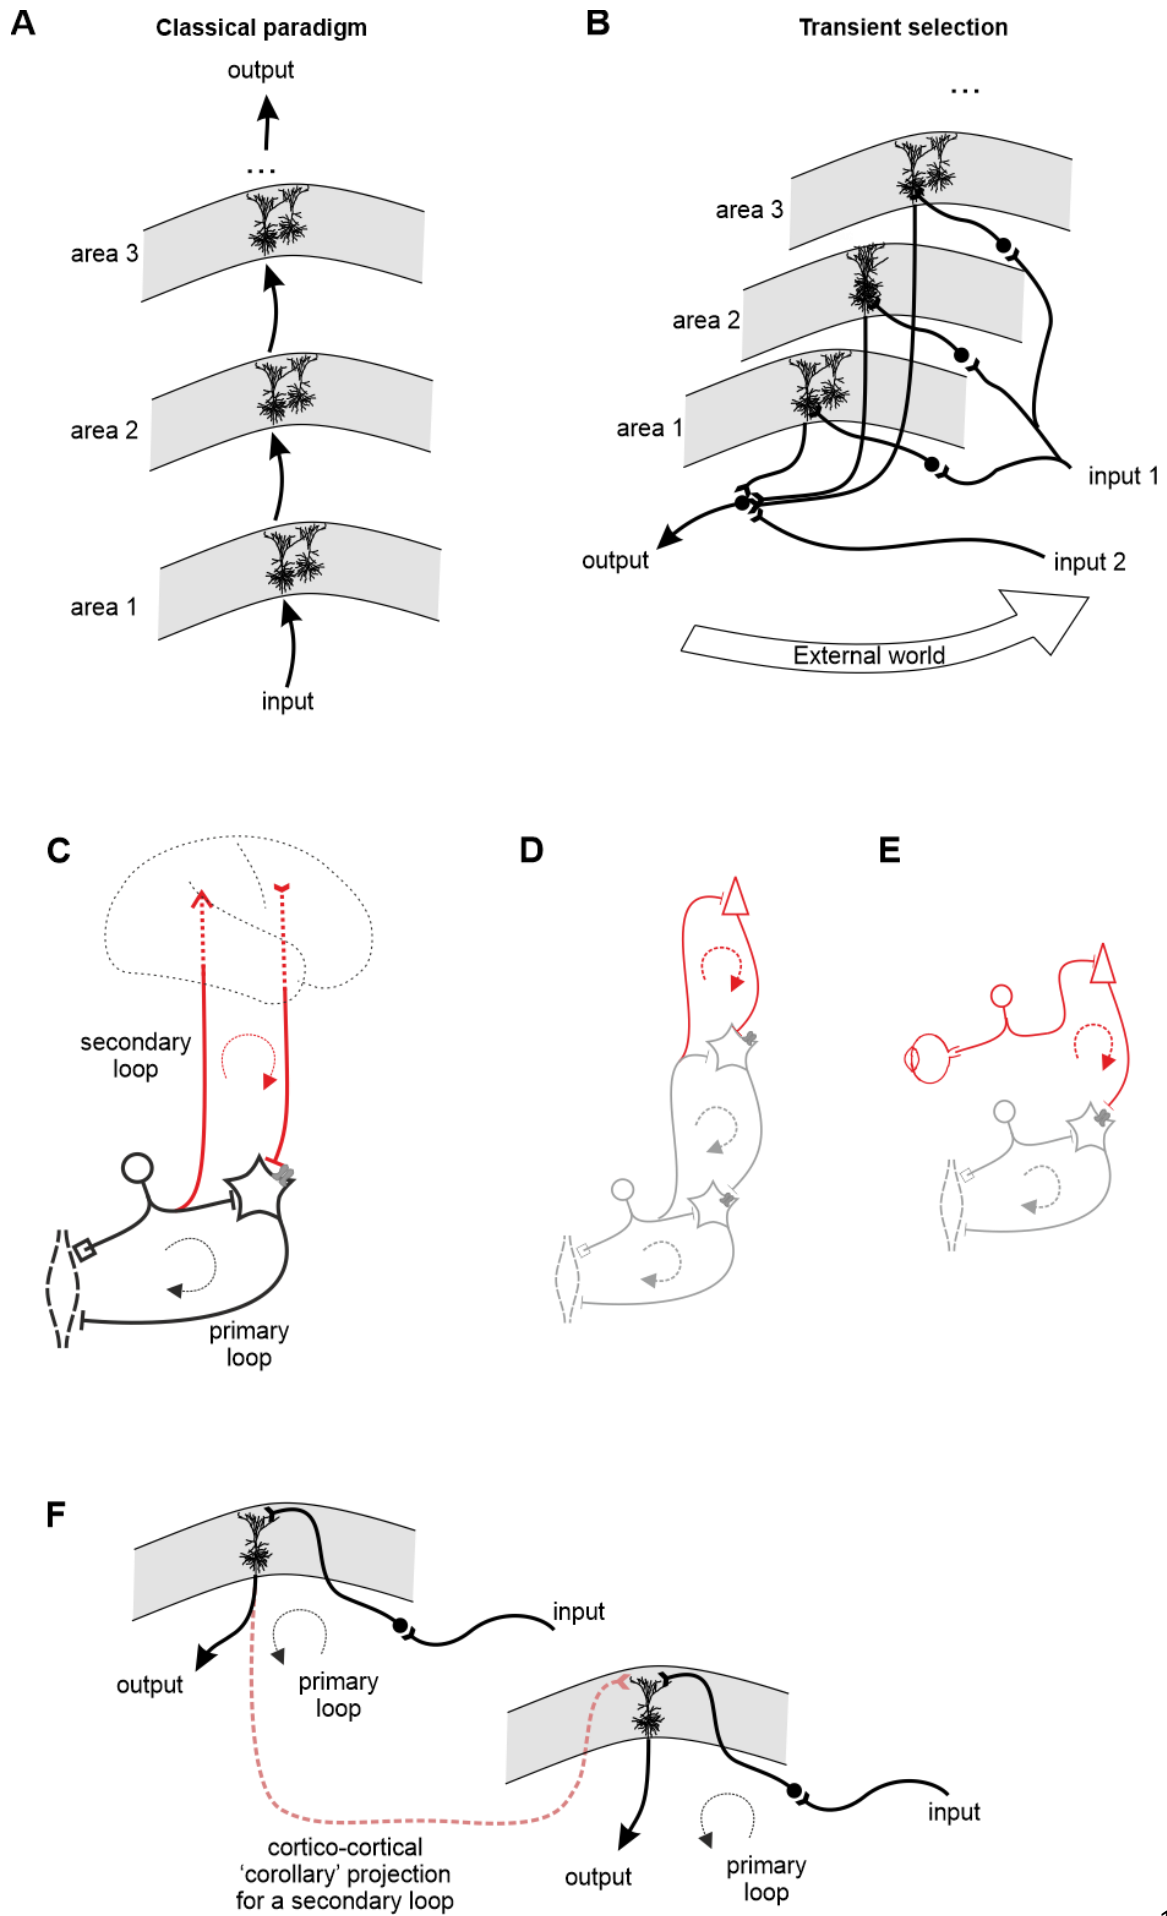 A
Classical paradigm
output
...
area 3
area 2
area 1
input
B
Transient selection
...
area 3
area 2
area 1
input 1
output
input 2
External world
C
secondary
loop
primary
loop
D
E
F
input
output
primary
loop
input
output
primary
loop
cortico-cortical
‘corollary’ projection
for a secondary loop